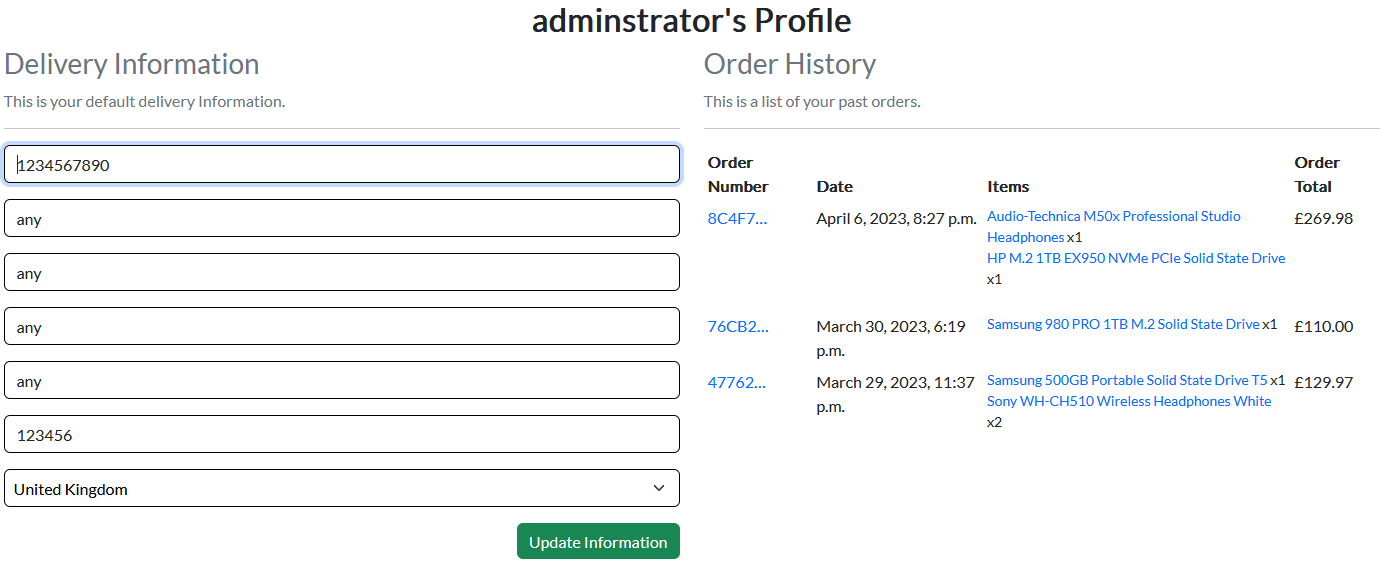 adminstrator's Profile
Delivery Information
This is your default delivery Information.
1234567890
any
any
any
any
123456
United Kingdom
Update Information
Order History
This is a list of your past orders.
Order Number Date Items Order Total
8C4F7... April 6, 2023, 8:27 p.m. Audio-Technica M50x Professional Studio £269.98
Headphones x1
HP M.2 1TB EX950 NVMe PCIe Solid State Drive
x1
76CB2... March 30, 2023, 6:19 Samsung 980 PRO 1TB M.2 Solid State Drive x1 £110.00
p.m.
47762... March 29, 2023, 11:37 Samsung 500GB Portable Solid State Drive T5 x1 £129.97
p.m. Sony WH-CH510 Wireless Headphones White
x2